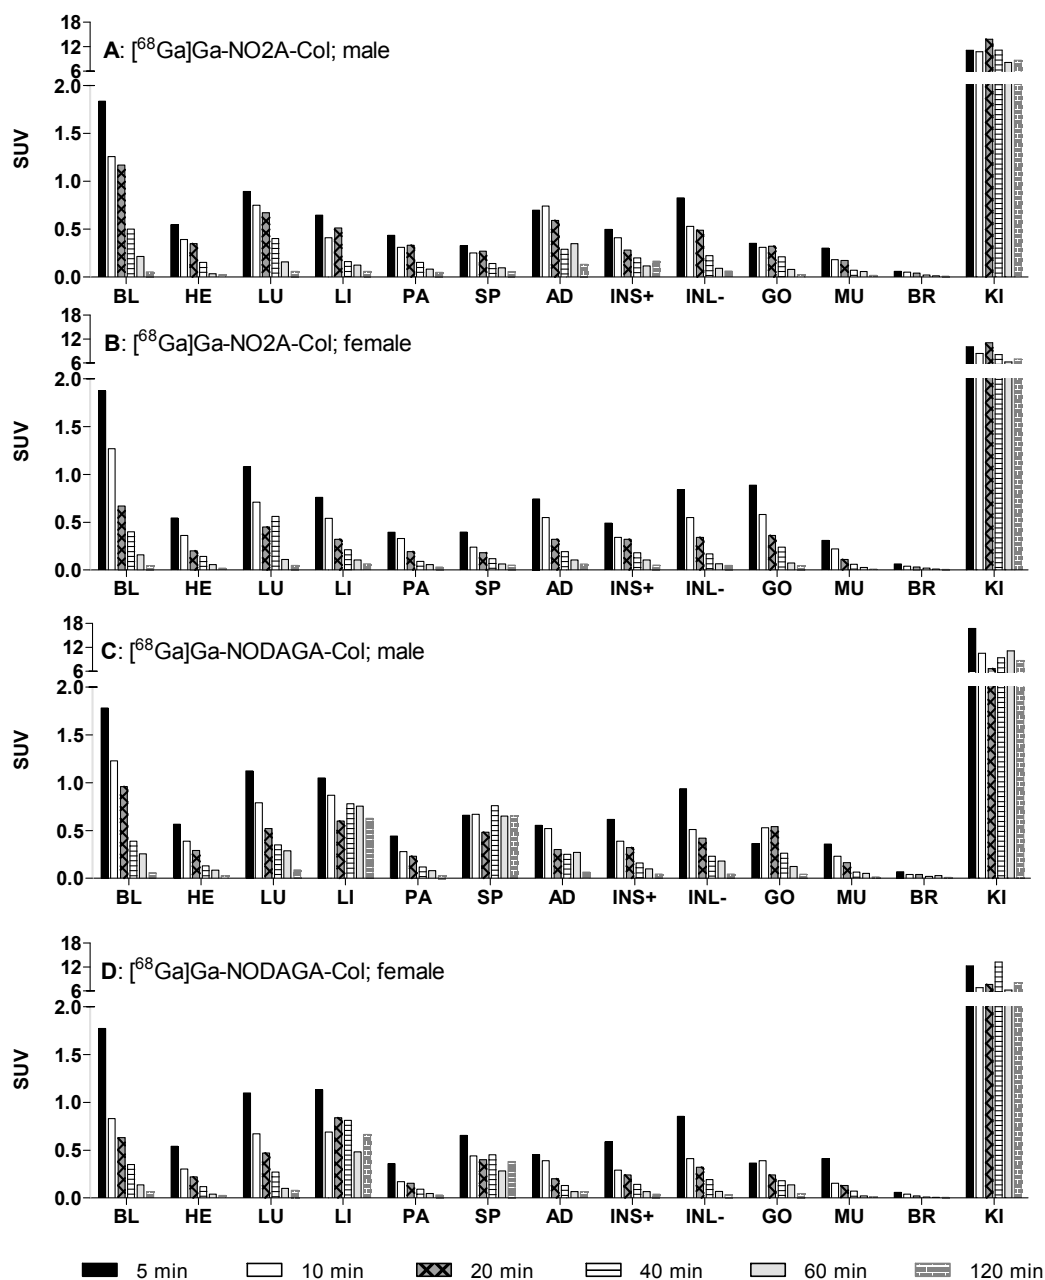 18
12
6
2.0
1.5
1.0
0.5
0.0
SUV
A: [⁶⁸Ga]Ga-NO2A-Col; male
BL HE LU LI PA SP AD INS+ INL- GO MU BR KI
18
12
6
2.0
1.5
1.0
0.5
0.0
SUV
B: [⁶⁸Ga]Ga-NO2A-Col; female
BL HE LU LI PA SP AD INS+ INL- GO MU BR KI
18
12
6
2.0
1.5
1.0
0.5
0.0
SUV
C: [⁶⁸Ga]Ga-NODAGA-Col; male
BL HE LU LI PA SP AD INS+ INL- GO MU BR KI
18
12
6
2.0
1.5
1.0
0.5
0.0
SUV
D: [⁶⁸Ga]Ga-NODAGA-Col; female
BL HE LU LI PA SP AD INS+ INL- GO MU BR KI
5 min 10 min 20 min 40 min 60 min 120 min